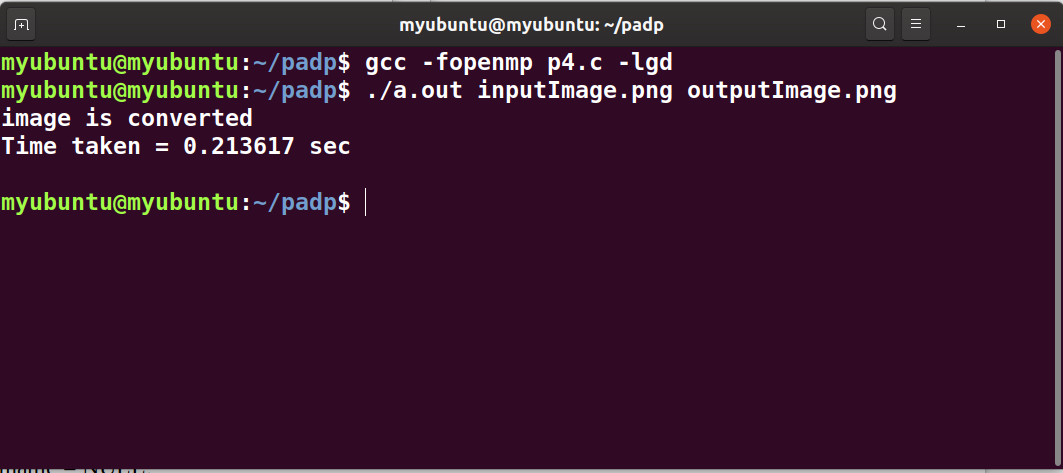 myubuntu@myubuntu: ~/padp
myubuntu@myubuntu:~/padp$ gcc -fopenmp p4.c -lgd
myubuntu@myubuntu:~/padp$ ./a.out inputImage.png outputImage.png
image is converted
Time taken = 0.213617 sec
myubuntu@myubuntu:~/padp$